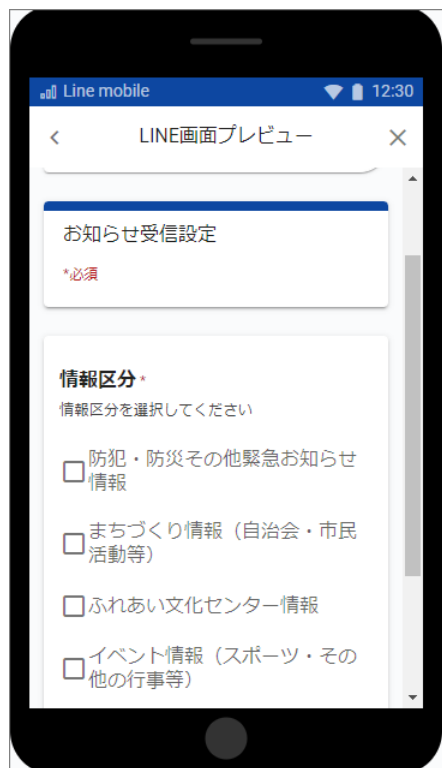 Line mobile 12:30
LINE画面プレビュー
お知らせ受信設定
*必須
情報区分*
情報区分を選択してください
防犯・防災その他緊急お知らせ
情報
まちづくり情報（自治会・市民
活動等）
ふれあい文化センター情報
イベント情報（スポーツ・その
他の行事等）